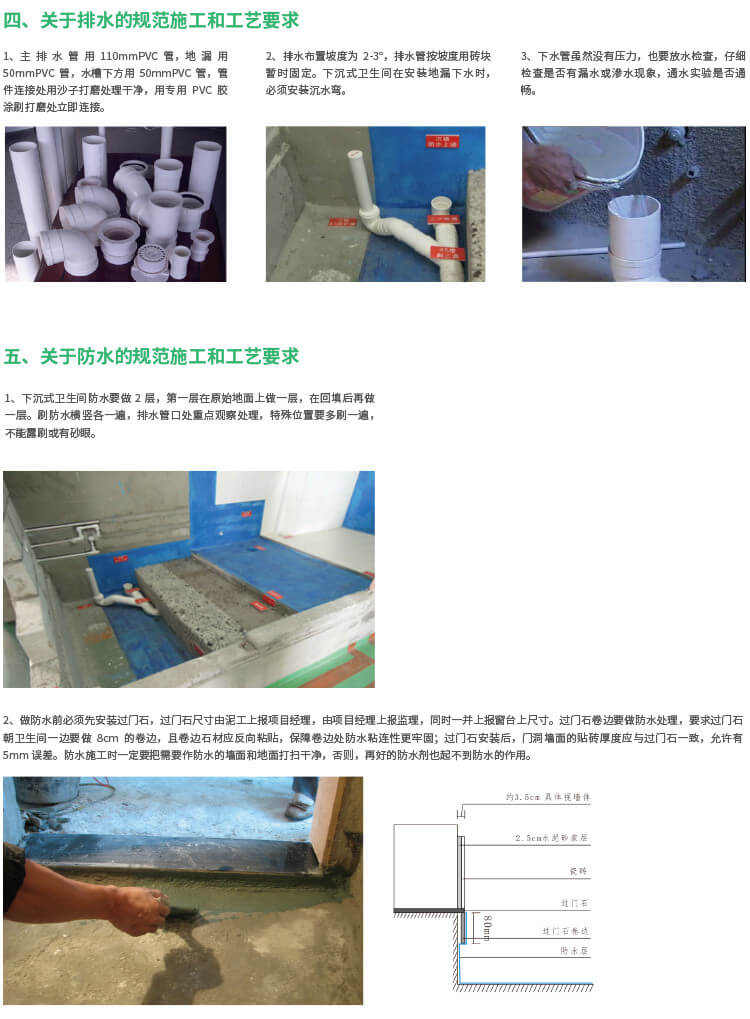 四、关于排水的规范施工和工艺要求
1、主排水管用110mmPVC管,地漏用
50mmPVC管，水槽下方用50mmPVC管，管
件连接处用沙子打磨处理干净，用专用 PVC 胶
涂刷打磨处立即连接。
2、排水布置坡度为 2-3°，排水管按坡度用砖块
暂时固定。下沉式卫生间在安装地漏下水时，
必须安装沉水弯。
3、下水管虽然没有压力，也要放水检查，仔细
检查是否有漏水或渗水现象，通水实验是否通
畅。
五、关于防水的规范施工和工艺要求
1、下沉式卫生间防水要做 2 层，第一层在原始地面上做一层，在回填后再做
一层。刷防水横竖各一遍，排水管口处重点观察处理，特殊位置要多刷一遍，
不能露刷或有砂眼。
2、做防水前必须先安装过门石，过门石尺寸由泥工上报项目经理，由项目经理上报监理，同时一并上报窗台上尺寸。过门石卷边要做防水处理，要求过门石
朝卫生间一边要做 8cm 的卷边，且卷边石材应反向粘贴，保障卷边处防水粘连性更牢固；过门石安装后，门洞墙面的贴砖厚度应与过门石一致，允许有
5mm 误差。防水施工时一定要把需要作防水的墙面和地面打扫干净，否则，再好的防水剂也起不到防水的作用。
约3.5cm 具体视墙体
2.5cm水泥砂浆层
瓷砖
过门石
80mm
过门石卷边
防水层